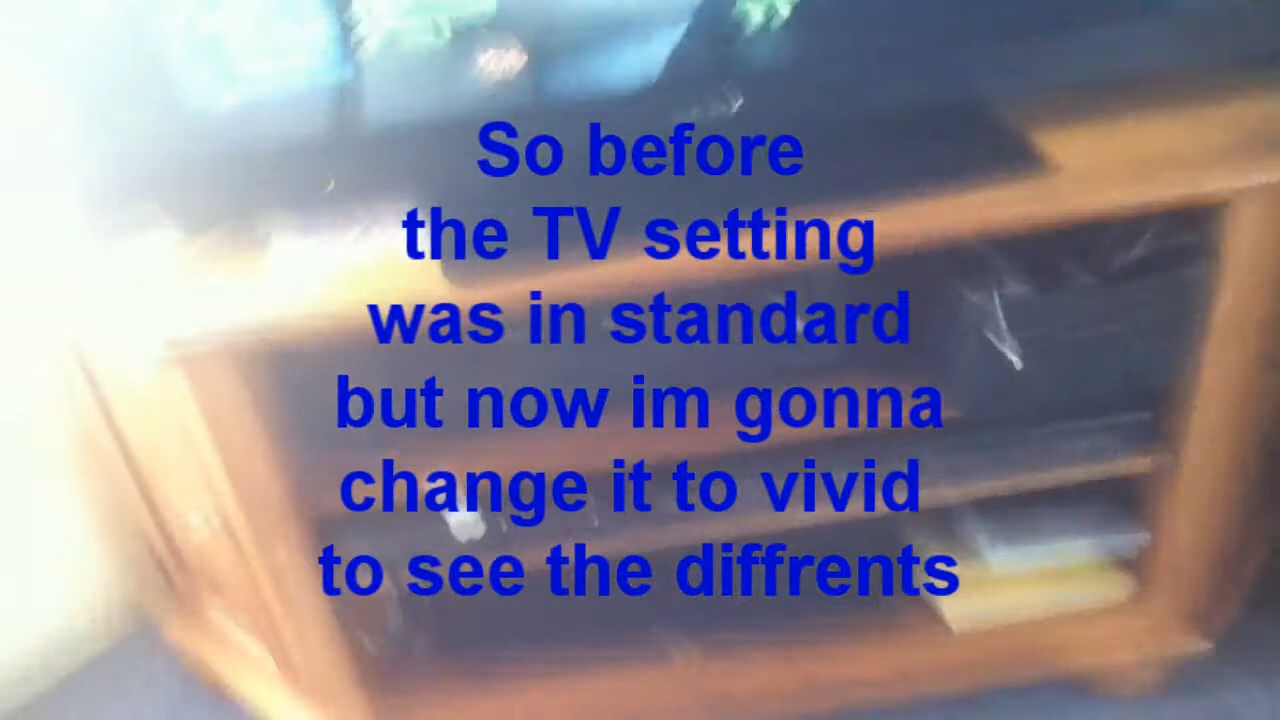 So before
the TV setting
was in standard
but now im gonna
change it to vivid
to see the diffrents